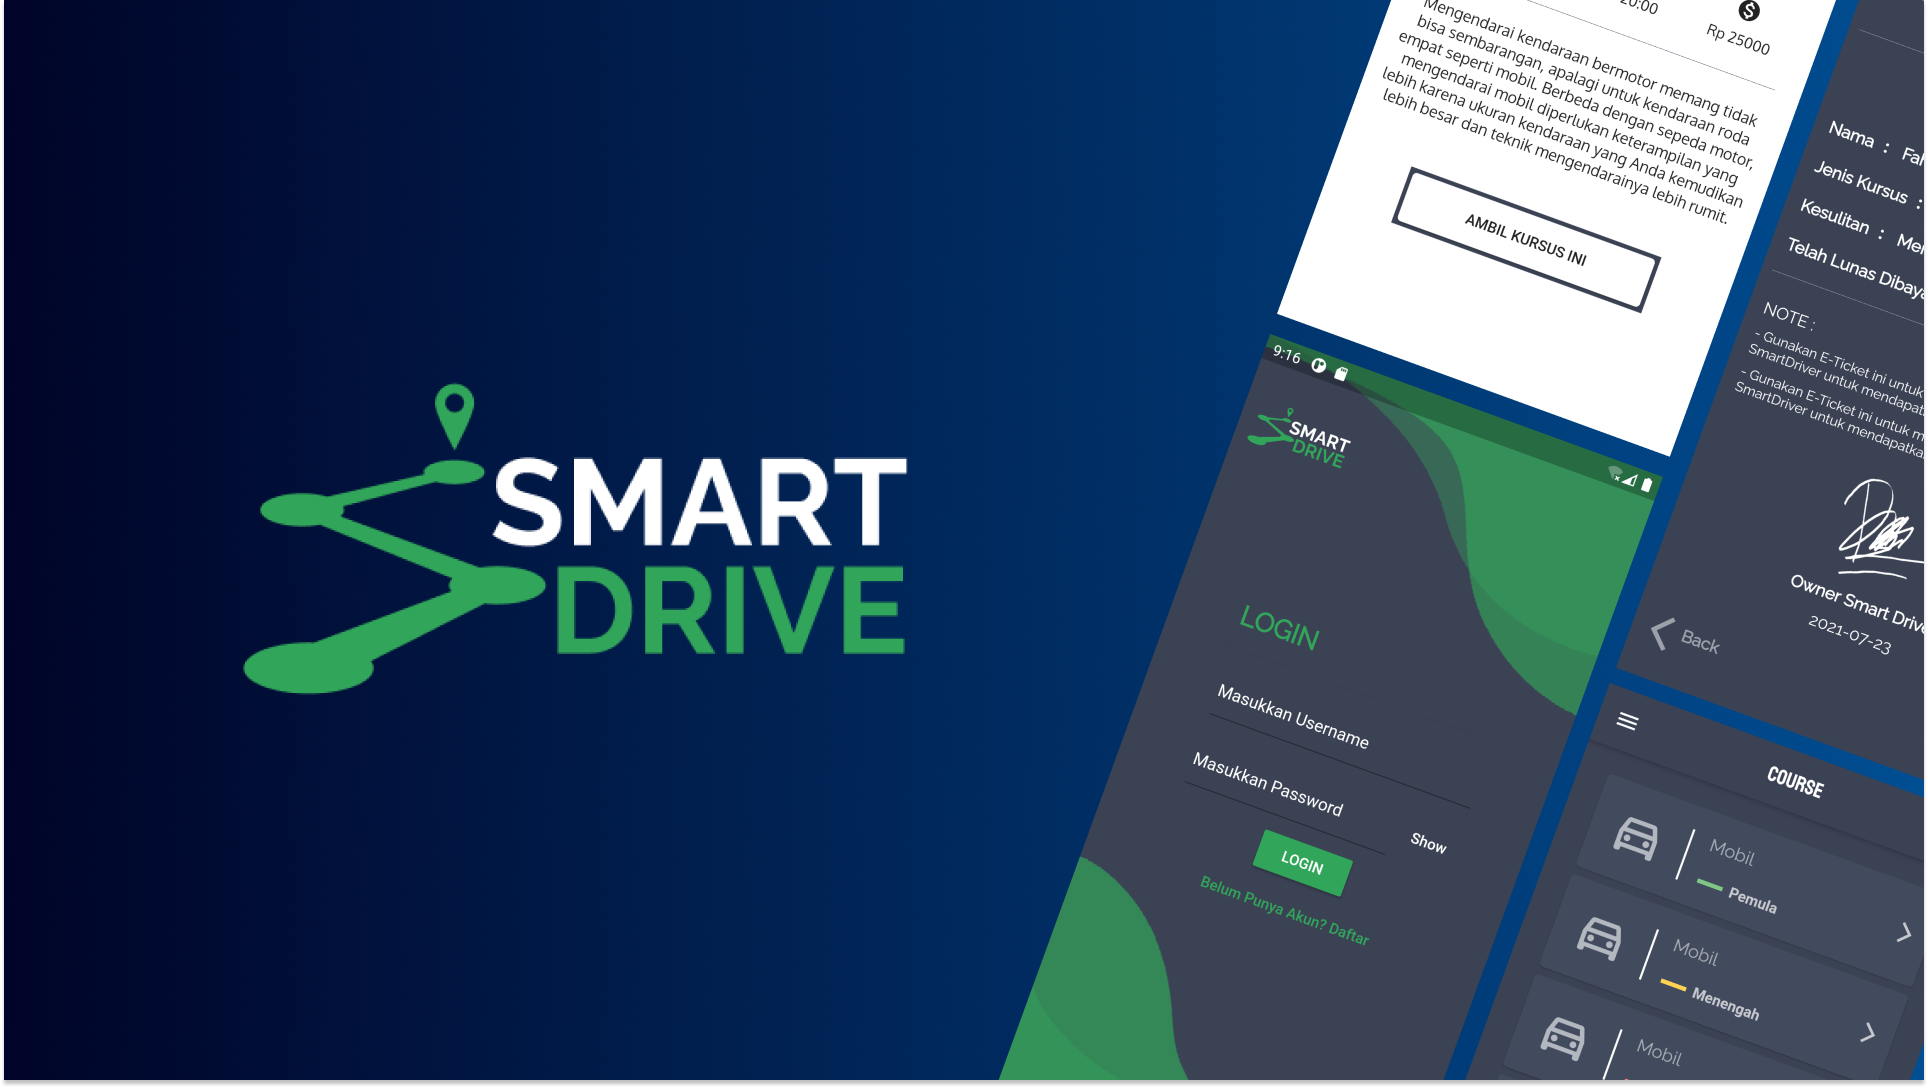 SMART
DRIVE
20:00
Rp 25000
Mengendarai kendaraan bermotor memang tidak
bisa sembarangan, apalagi untuk kendaraan roda
empat seperti mobil. Berbeda dengan sepeda motor,
mengendarai mobil diperlukan keterampilan yang
lebih karena ukuran kendaraan yang Anda kemudikan
lebih besar dan teknik mengendarainya lebih rumit.
AMBIL KURSUS INI
9:16
SMART
DRIVE
LOGIN
Masukkan Username
Masukkan Password
Show
LOGIN
Belum Punya Akun? Daftar
Nama :
Jenis Kursus :
Kesulitan :
Telah Lunas
NOTE :
- Gunakan E-Ticket ini untuk
SmartDriver untuk
- Gunakan E-Ticket ini untuk
SmartDriver untuk
Owner Smart
2021-07-23
Back
COURSE
Mobil
Pemula
Mobil
Menengah
Mobil